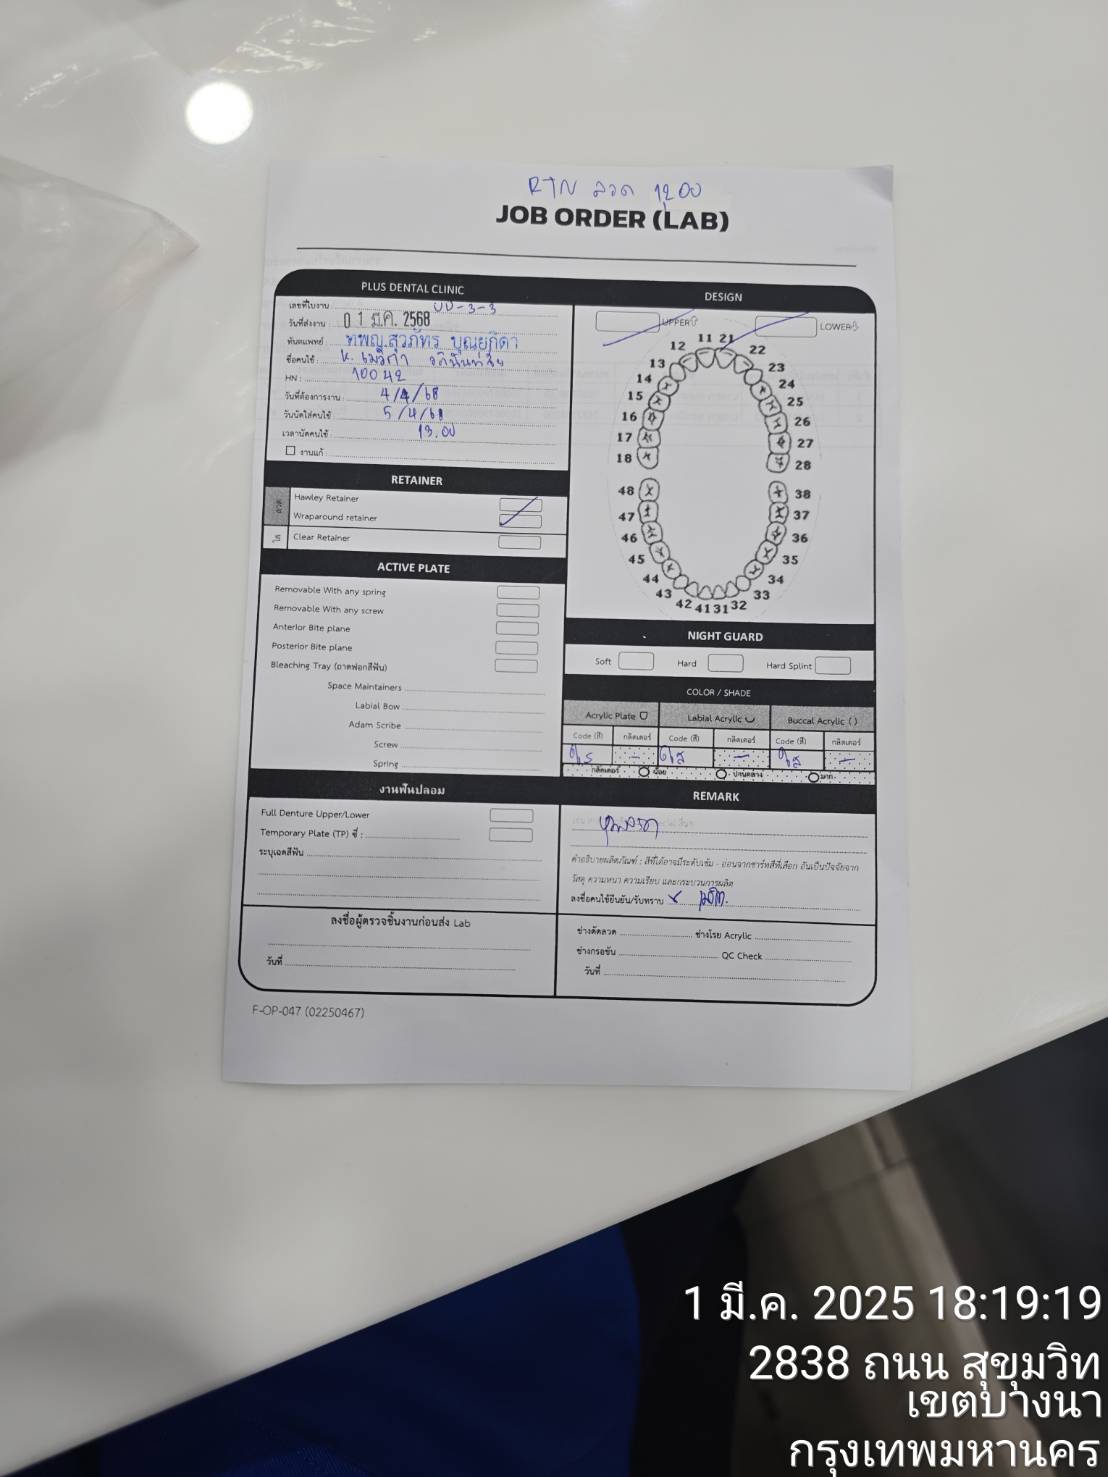 RTN ลวด 1200
JOB ORDER (LAB)
PLUS DENTAL CLINIC
เลขที่ใบงาน UD-3-3
วันที่ส่งงาน 0 1 มี.ค. 2568
ทันตแพทย์ ทพญ.สุวภัทร บุณยภิดา
ชื่อคนไข้ : K.
HN : 10042
วันที่ต้องการงาน : 4/4/68
วันนัดใส่คนไข้ : 5/4/68
เวลานัดคนไข้ : 13.00
งานแก้ :
DESIGN
UPPER
LOWER
11 21
12 22
13 23
14 24
15 25
16 26
17 27
18 28
48 38
47 37
46 36
45 35
44 34
43 33
42 41 31 32
RETAINER
ลวด
Hawley Retainer
Wraparound retainer
ใส Clear Retainer
ACTIVE PLATE
Removable With any spring
Removable With any screw
Anterior Bite plane
Posterior Bite plane
Bleaching Tray (ถาดฟอกสีฟัน)
Space Maintainers
Labial Bow
Adam Scribe
Screw
Spring
NIGHT GUARD
Soft Hard Hard Splint
COLOR / SHADE
Acrylic Plate Labial Acrylic Buccal Acrylic ( )
Code (สี) กลิตเตอร์ Code (สี) กลิตเตอร์ Code (สี) กลิตเตอร์
ใส - ใส - ใส -
กลิตเตอร์ น้อย ปานกลาง มาก
งานฟันปลอม
Full Denture Upper/Lower
Temporary Plate (TP) ซี่ :
ระบุเฉดสีฟัน
REMARK
คำอธิบายผลิตภัณฑ์ : สีที่ได้อาจมีระดับเข้ม - อ่อนจากชาร์ทสีที่เลือก อันเป็นปัจจัยจาก
วัสดุ ความหนา ความเรียบ และกระบวนการผลิต
ลงชื่อคนไข้ยืนยัน/รับทราบ x
ลงชื่อผู้ตรวจชิ้นงานก่อนส่ง Lab
วันที่
ช่างดัดลวด ช่างโรย Acrylic
ช่างกรอขัน QC Check
วันที่
F-OP-047 (02250467)
1 มี.ค. 2025 18:19:19
2838 ถนน สุขุมวิท
เขตบางนา
กรุงเทพมหานคร